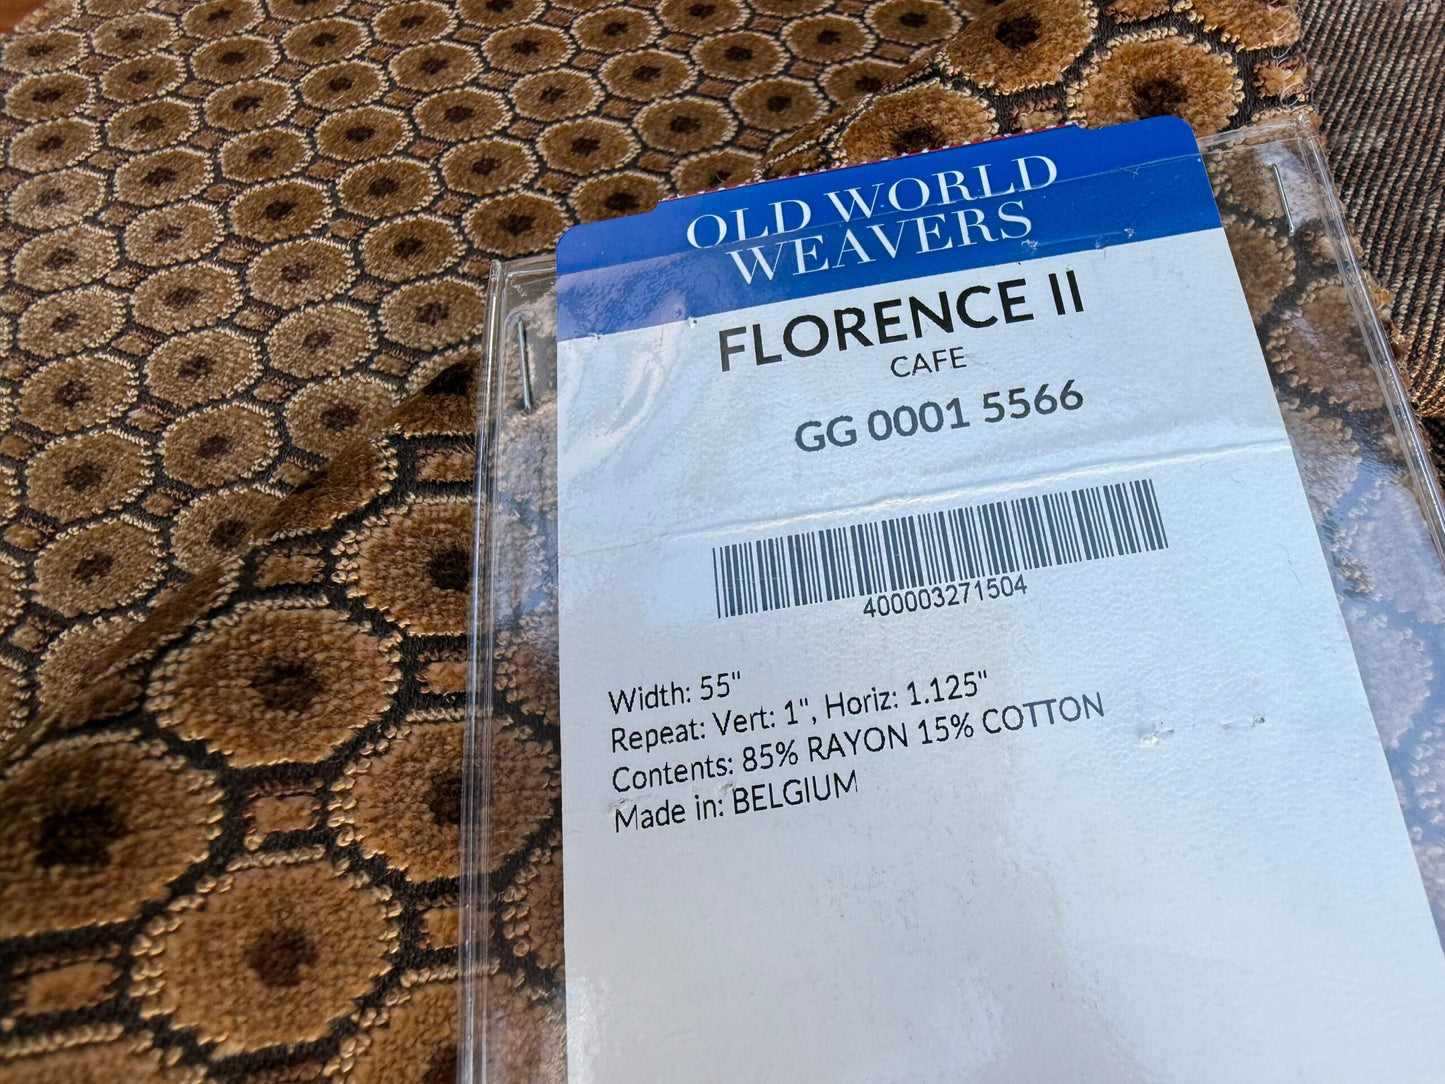 OLD WORLD
WEAVERS
FLORENCE II
CAFE
GG 0001 5566
400003271504
Width: 55"
Repeat: Vert: 1", Horiz: 1.125"
Contents: 85% RAYON 15% COTTON
Made in: BELGIUM